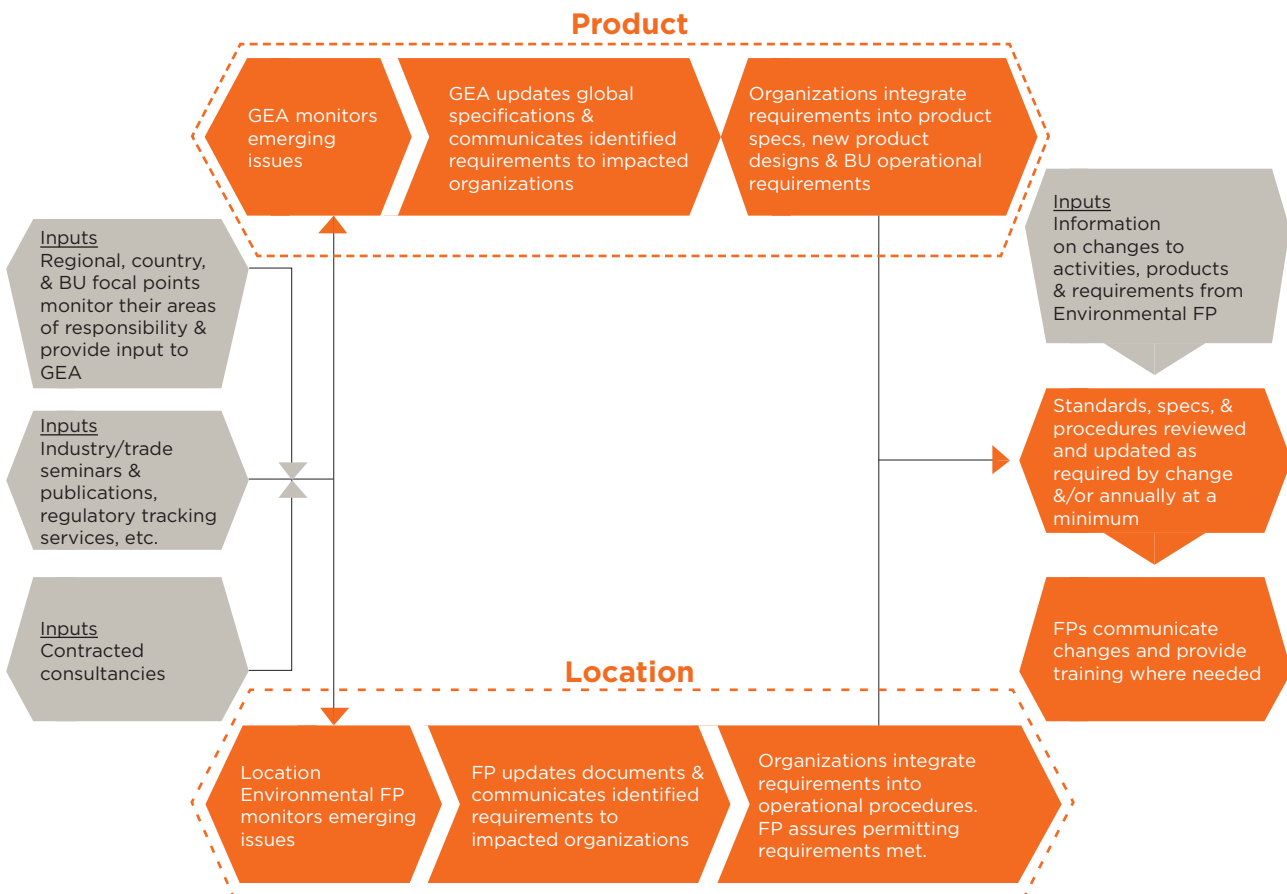 Product
GEA monitors
emerging
issues
GEA updates global
specifications &
communicates identified
requirements to impacted
organizations
Organizations integrate
requirements into product
specs, new product
designs & BU operational
requirements
Inputs
Regional, country,
& BU focal points
monitor their areas
of responsibility &
provide input to
GEA
Inputs
Industry/trade
seminars &
publications,
regulatory tracking
services, etc.
Inputs
Contracted
consultancies
Inputs
Information
on changes to
activities, products
& requirements from
Environmental FP
Standards, specs, &
procedures reviewed
and updated as
required by change
&/or annually at a
minimum
FPs communicate
changes and provide
training where needed
Location
Location
Environmental FP
monitors emerging
issues
FP updates documents &
communicates identified
requirements to
impacted organizations
Organizations integrate
requirements into
operational procedures.
FP assures permitting
requirements met.